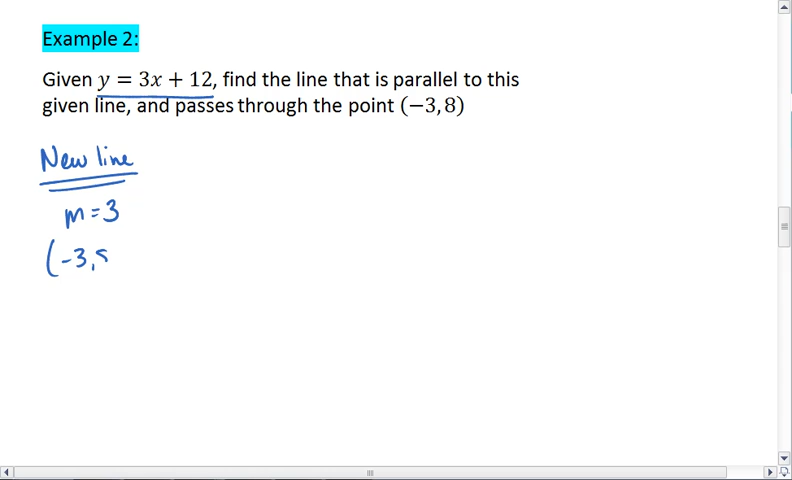 Example 2:
Given y = 3x + 12, find the line that is parallel to this
given line, and passes through the point (−3, 8)
New line
m = 3
(-3,